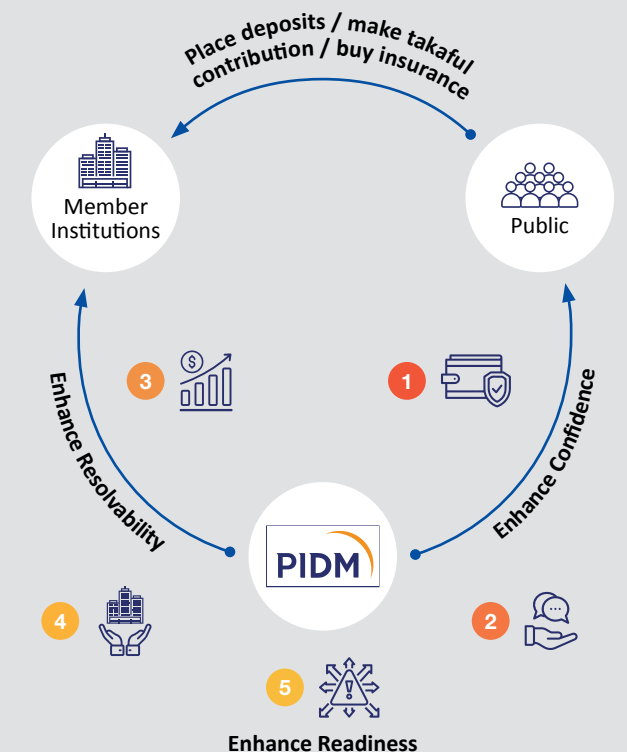 Place deposits / make takaful
contribution / buy insurance
Member
Institutions
Public
3
$
1
Enhance Resolvability
Enhance Confidence
PIDM
4
2
5
!
Enhance Readiness